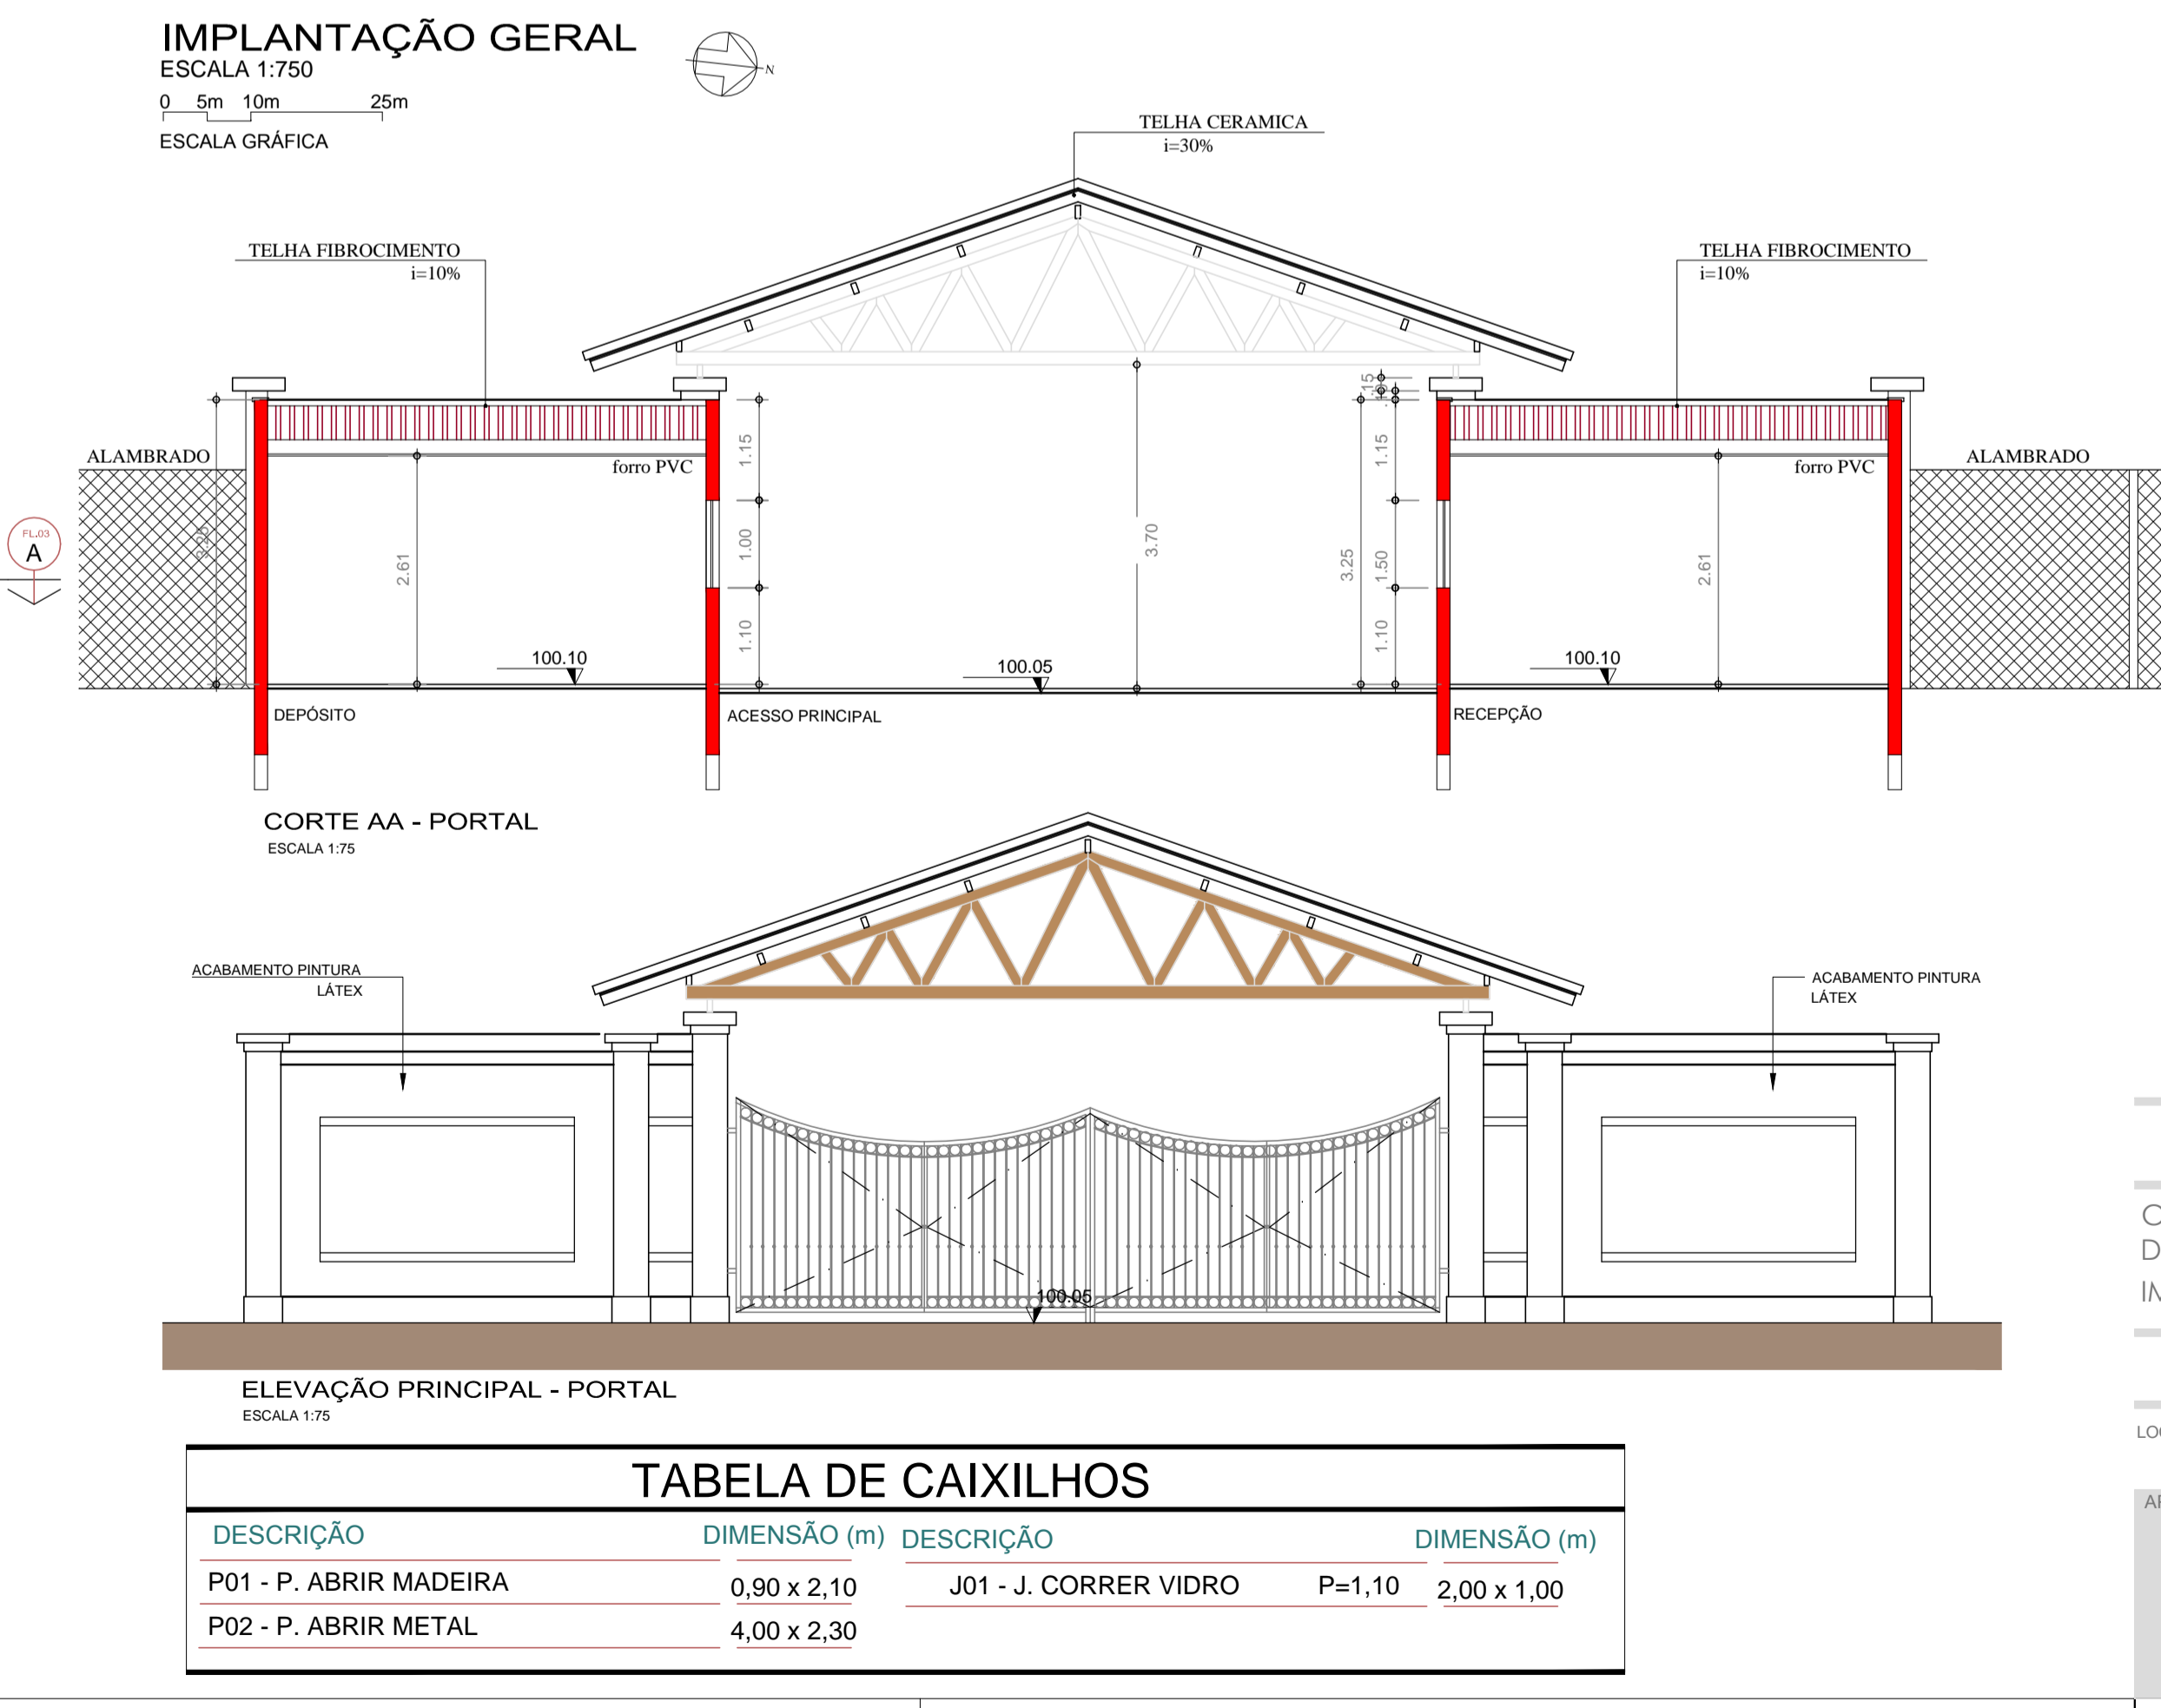 IMPLANTAÇÃO GERAL
ESCALA 1:750
N
0 5m 10m 25m
ESCALA GRÁFICA
TELHA CERAMICA
i=30%
TELHA FIBROCIMENTO
i=10%
TELHA FIBROCIMENTO
i=10%
ALAMBRADO
forro PVC
forro PVC
ALAMBRADO
FL.03
A
2.61
1.15
1.00
1.10
3.70
3.25
.15
1.15
1.50
1.10
2.61
100.10
100.05
100.10
DEPÓSITO
ACESSO PRINCIPAL
RECEPÇÃO
CORTE AA - PORTAL
ESCALA 1:75
ACABAMENTO PINTURA
LÁTEX
ACABAMENTO PINTURA
LÁTEX
100.05
ELEVAÇÃO PRINCIPAL - PORTAL
ESCALA 1:75
TABELA DE CAIXILHOS
DESCRIÇÃO DIMENSÃO (m) DESCRIÇÃO DIMENSÃO (m)
P01 - P. ABRIR MADEIRA 0,90 x 2,10 J01 - J. CORRER VIDRO P=1,10 2,00 x 1,00
P02 - P. ABRIR METAL 4,00 x 2,30